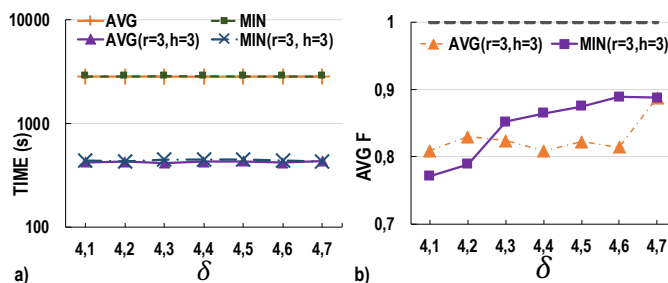 AVG MIN
AVG(r=3,h=3) MIN(r=3, h=3)
10000
1000
100
TIME (s)
4,1 4,2 4,3 4,4 4,5 4,6 4,7
a) δ
AVG(r=3,h=3) MIN(r=3,h=3)
1
0,9
0,8
0,7
AVG F
4,1 4,2 4,3 4,4 4,5 4,6 4,7
b) δ